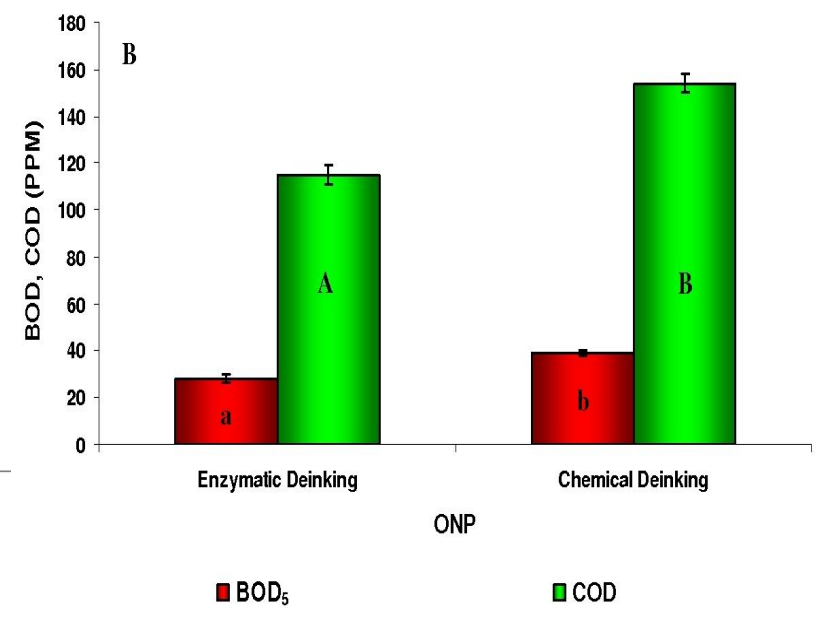 180
B
160
140
120
100
80
60
40
20
0
BOD, COD (PPM)
A
B
a
b
Enzymatic Deinking
Chemical Deinking
ONP
BOD₅
COD